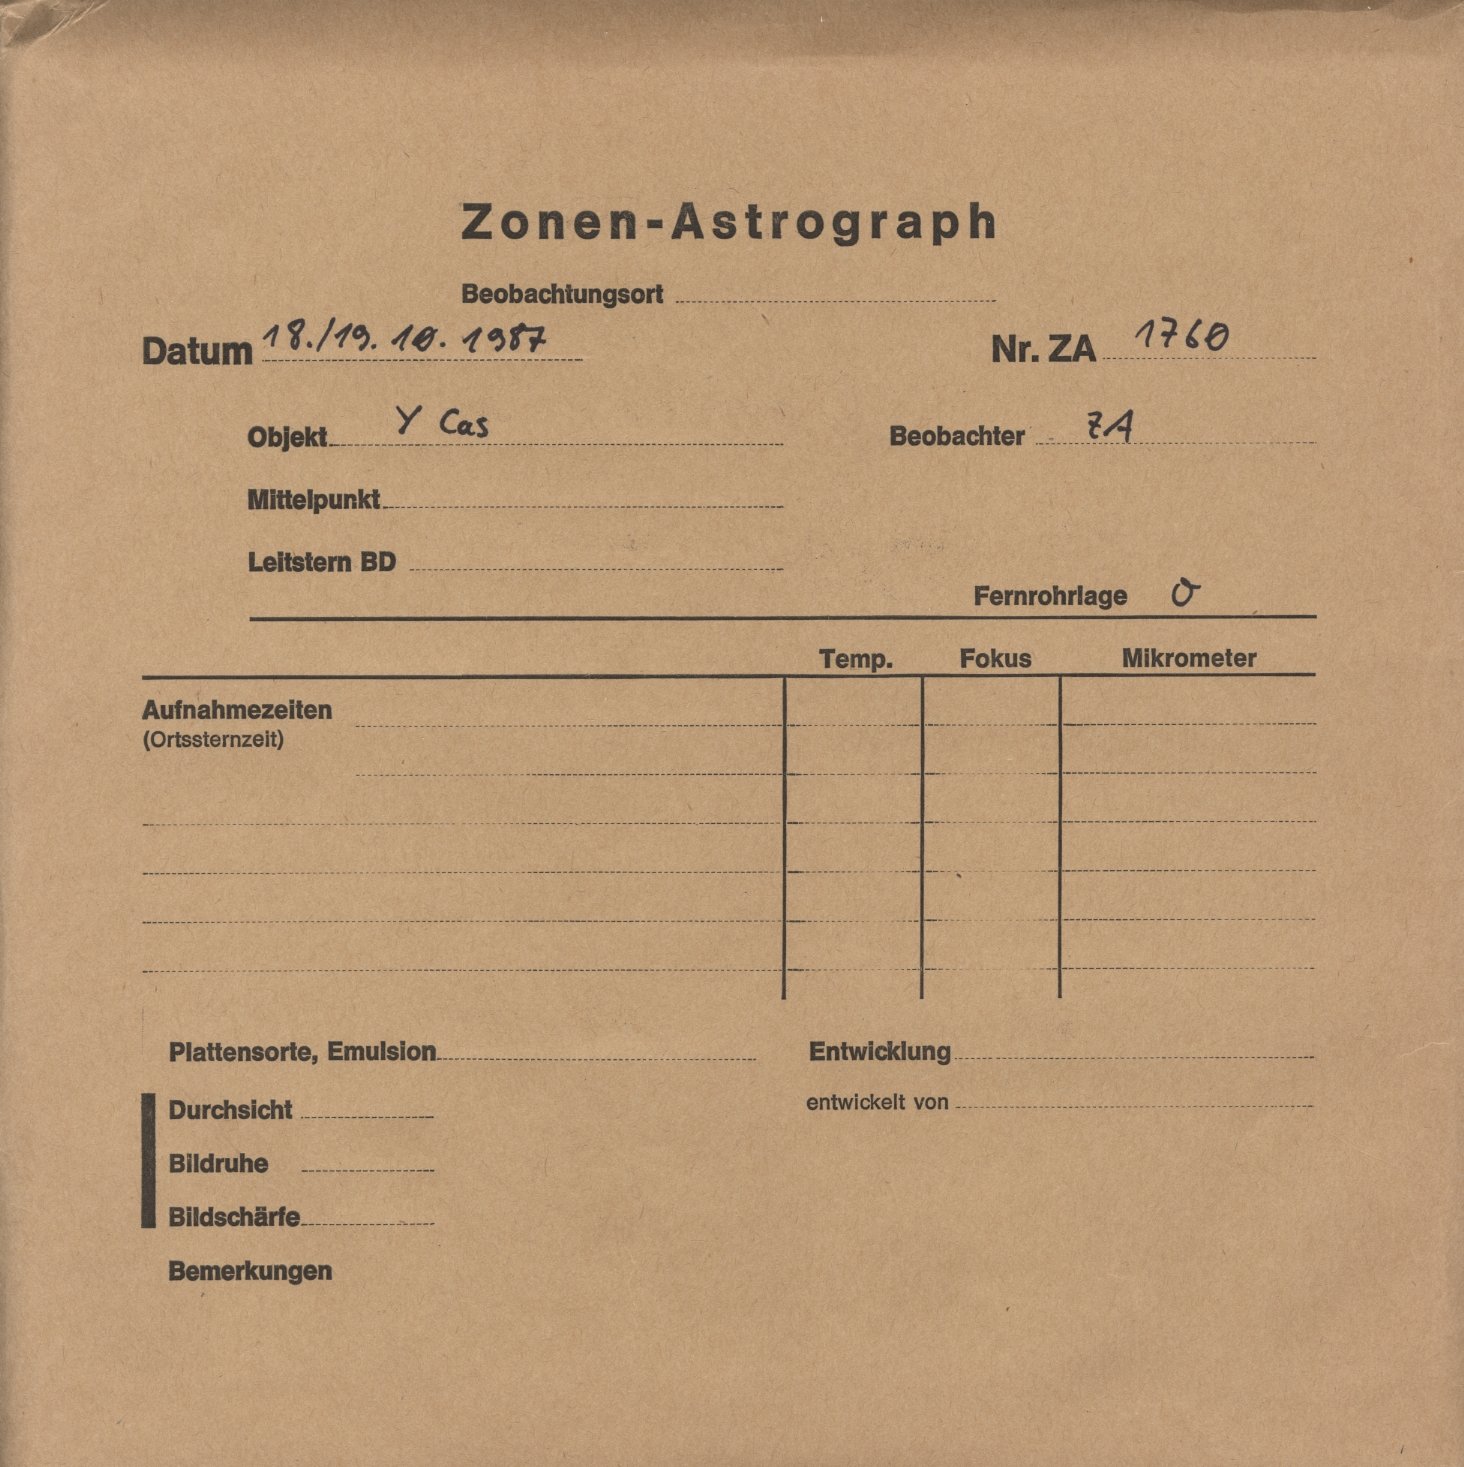 Zonen-Astrograph
Beobachtungsort
Datum 18./19. 10. 1987
Nr. ZA 1760
Objekt Y Cas
Beobachter ZA
Mittelpunkt
Leitstern BD
Fernrohrlage O
Temp. Fokus Mikrometer
Aufnahmezeiten
(Ortssternzeit)
Plattensorte, Emulsion
Entwicklung
Durchsicht
entwickelt von
Bildruhe
Bildschärfe
Bemerkungen